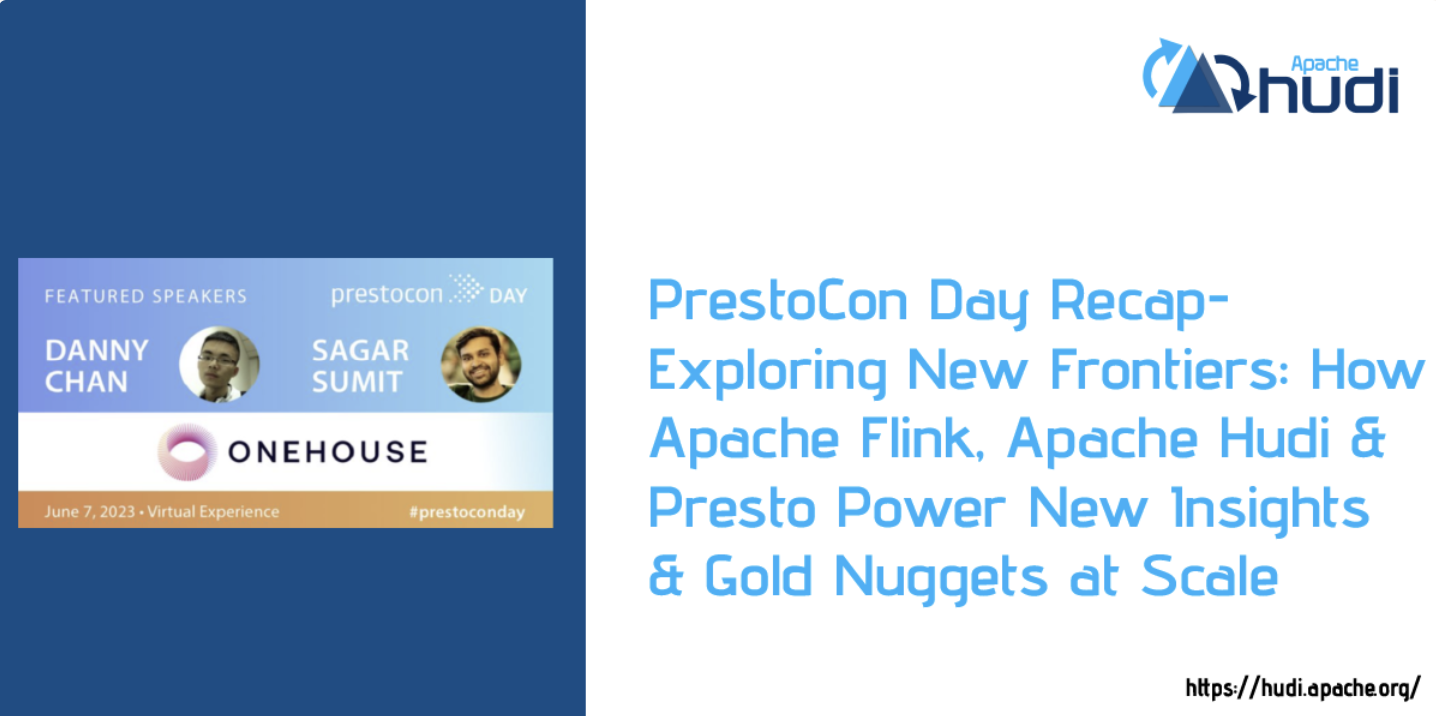 FEATURED SPEAKERS
prestocon DAY
DANNY
CHAN
SAGAR
SUMIT
ONEHOUSE
June 7, 2023 • Virtual Experience
#prestoconday
Apache
hudi
PrestoCon Day Recap-
Exploring New Frontiers: How
Apache Flink, Apache Hudi &
Presto Power New Insights
& Gold Nuggets at Scale
https://hudi.apache.org/